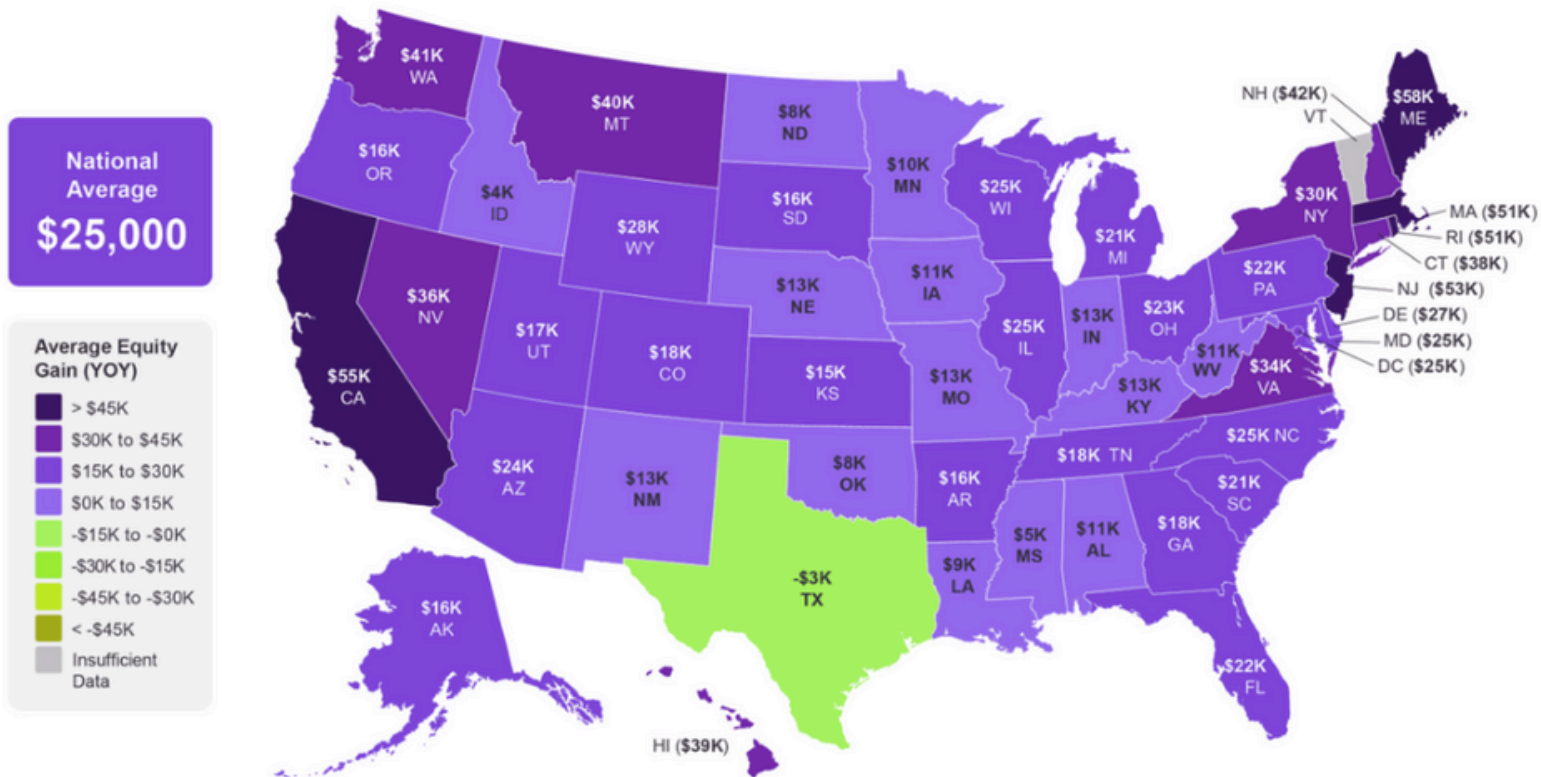 National
Average
$25,000
Average Equity
Gain (YOY)
> $45K
$30K to $45K
$15K to $30K
$0K to $15K
-$15K to -$0K
-$30K to -$15K
-$45K to -$30K
< -$45K
Insufficient
Data
$41K
WA
$16K
OR
$4K
ID
$40K
MT
$8K
ND
$10K
MN
$25K
WI
$21K
MI
NH ($42K)
VT
$58K
ME
$30K
NY
MA ($51K)
RI ($51K)
CT ($38K)
NJ ($53K)
DE ($27K)
MD ($25K)
DC ($25K)
$16K
SD
$28K
WY
$13K
NE
$11K
IA
$22K
PA
$36K
NV
$17K
UT
$18K
CO
$55K
CA
$15K
KS
$13K
MO
$25K
IL
$13K
IN
$23K
OH
$11K
WV
$34K
VA
$13K
KY
$25K NC
$18K TN
$24K
AZ
$13K
NM
$8K
OK
$16K
AR
$21K
SC
$18K
GA
$5K
MS
$11K
AL
$9K
LA
-$3K
TX
$16K
AK
$22K
FL
HI ($39K)